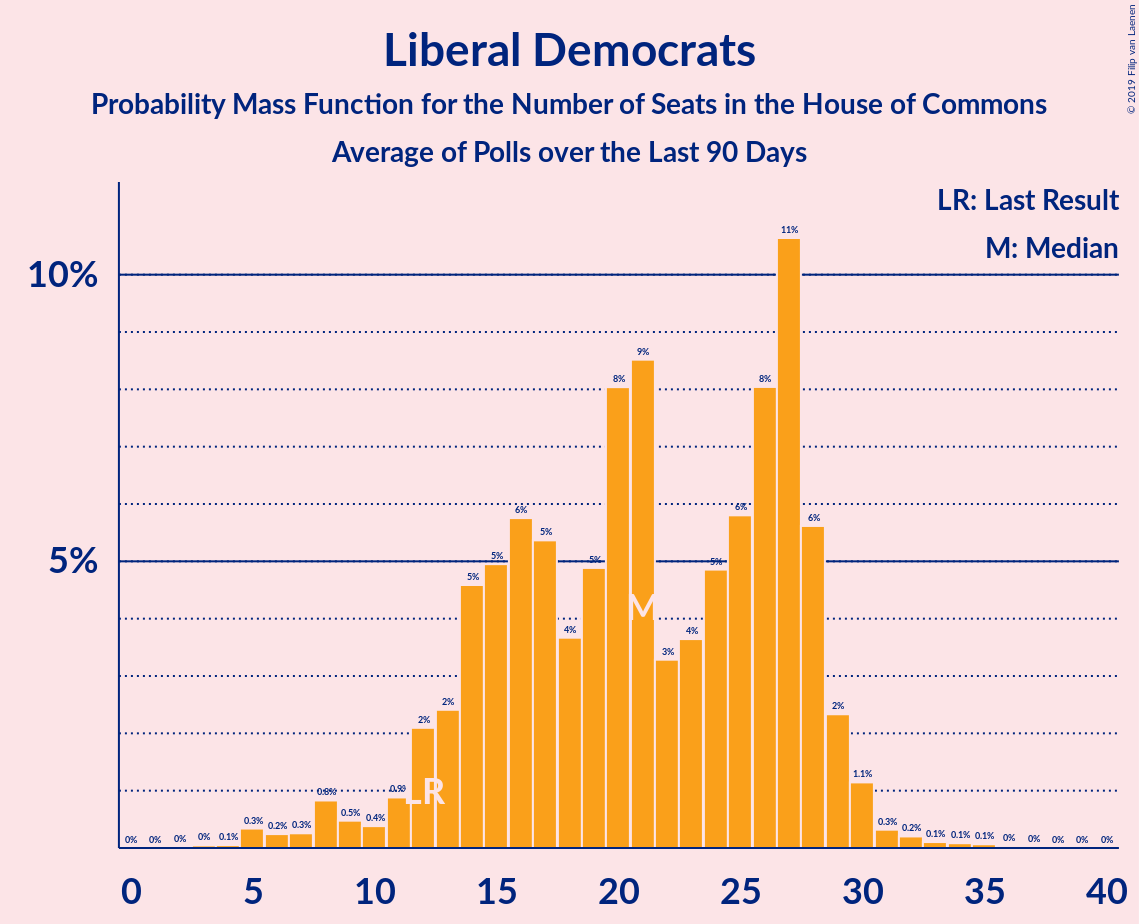 Liberal Democrats
Probability Mass Function for the Number of Seats in the House of Commons
Average of Polls over the Last 90 Days
© 2019 Filip van Laenen
LR: Last Result
M: Median
10%
5%
0% 0% 0% 0% 0.1% 0.3% 0.2% 0.3% 0.8% 0.5% 0.4% 0.9% 2% 2% 5% 5% 6% 5% 4% 5% 8% 9% 3% 4% 5% 6% 8% 11% 6% 2% 1.1% 0.3% 0.2% 0.1% 0.1% 0.1% 0% 0% 0% 0% 0%
M
LR
0 5 10 15 20 25 30 35 40